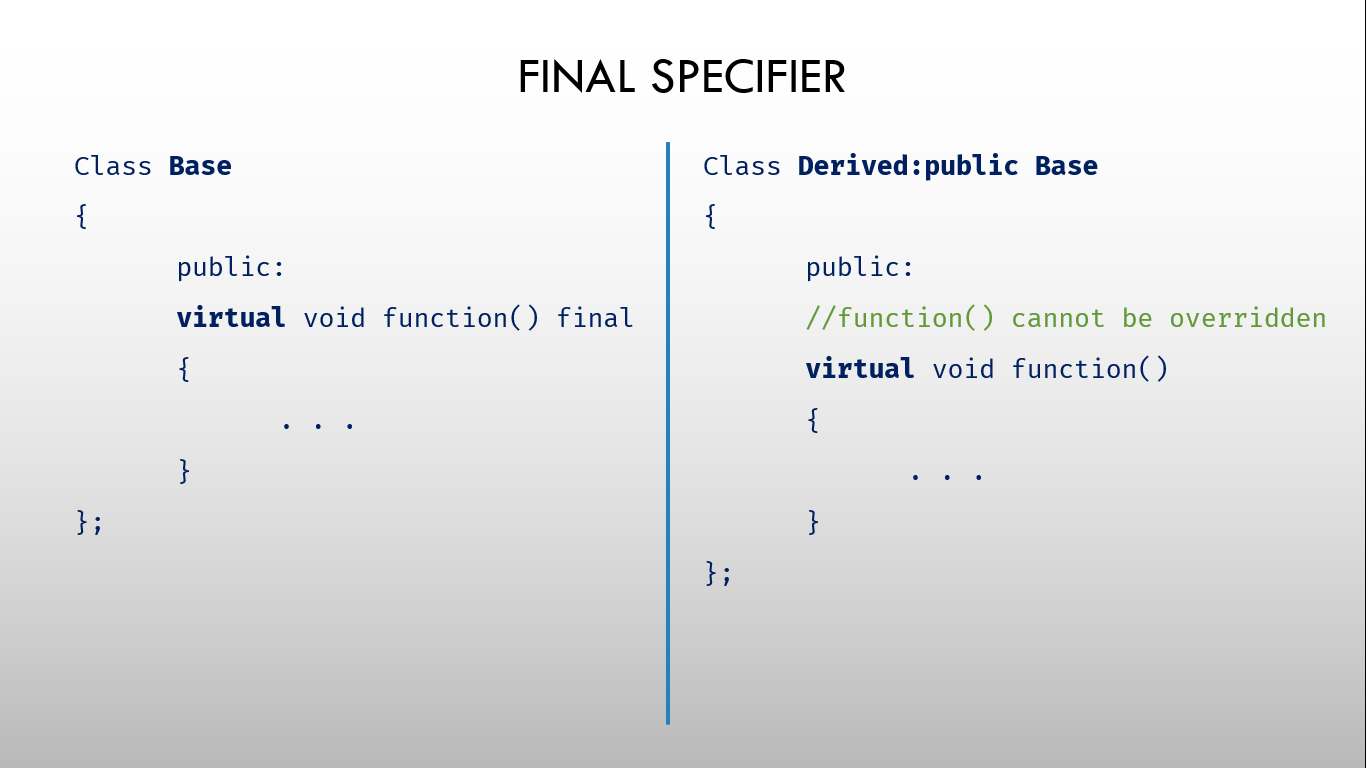 FINAL SPECIFIER
Class Base
{
public:
virtual void function() final
{
. . .
}
};
Class Derived:public Base
{
public:
//function() cannot be overridden
virtual void function()
{
. . .
}
};